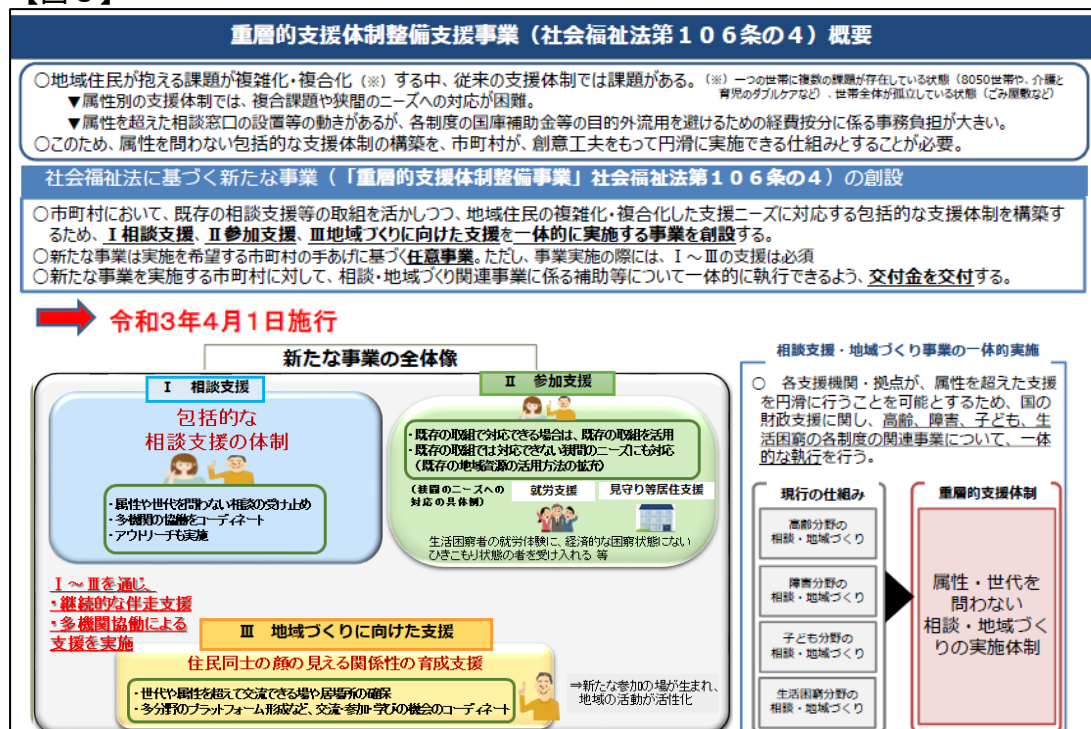 重層的支援体制整備支援事業（社会福祉法第１０６条の４）概要
○地域住民が抱える課題が複雑化・複合化（※）する中、従来の支援体制では課題がある。
（※）一つの世帯に複数の課題が存在している状態（8050世帯や、介護と
育児のダブルケアなど）、世帯全体が孤立している状態（ごみ屋敷など）
▼属性別の支援体制では、複合課題や狭間のニーズへの対応が困難。
▼属性を超えた相談窓口の設置等の動きがあるが、各制度の国庫補助金等の目的外流用を避けるための経費按分に係る事務負担が大きい。
○このため、属性を問わない包括的な支援体制の構築を、市町村が、創意工夫をもって円滑に実施できる仕組みとすることが必要。
社会福祉法に基づく新たな事業（「重層的支援体制整備事業」社会福祉法第１０６条の４）の創設
○市町村において、既存の相談支援等の取組を活かしつつ、地域住民の複雑化・複合化した支援ニーズに対応する包括的な支援体制を構築す
るため、Ⅰ相談支援、Ⅱ参加支援、Ⅲ地域づくりに向けた支援を一体的に実施する事業を創設する。
○新たな事業は実施を希望する市町村の手あげに基づく任意事業。ただし、事業実施の際には、Ⅰ～Ⅲの支援は必須
○新たな事業を実施する市町村に対して、相談・地域づくり関連事業に係る補助等について一体的に執行できるよう、交付金を交付する。
令和3年4月1日施行
新たな事業の全体像
Ⅰ 相談支援
包括的な
相談支援の体制
・属性や世代を問わない相談の受け止め
・多機関の協働をコーディネート
・アウトリーチも実施
Ⅱ 参加支援
・既存の取組で対応できる場合は、既存の取組を活用
・既存の取組では対応できない狭間のニーズにも対応
（既存の地域資源の活用方法の拡充）
（狭間のニーズへの
対応の具体例）
就労支援
見守り等居住支援
生活困窮者の就労体験に、経済的な困窮状態にない
ひきこもり状態の者を受け入れる 等
Ⅰ～Ⅲを通じ、
・継続的な伴走支援
・多機関協働による
支援を実施
Ⅲ 地域づくりに向けた支援
住民同士の顔の見える関係性の育成支援
・世代や属性を超えて交流できる場や居場所の確保
・多分野のプラットフォーム形成など、交流・参加・学びの機会のコーディネート
⇒新たな参加の場が生まれ、
地域の活動が活性化
相談支援・地域づくり事業の一体的実施
○ 各支援機関・拠点が、属性を超えた支援
を円滑に行うことを可能とするため、国の
財政支援に関し、高齢、障害、子ども、生
活困窮の各制度の関連事業について、一体
的な執行を行う。
現行の仕組み
高齢分野の
相談・地域づくり
障害分野の
相談・地域づくり
子ども分野の
相談・地域づくり
生活困窮分野の
相談・地域づくり
重層的支援体制
属性・世代を
問わない
相談・地域づく
りの実施体制